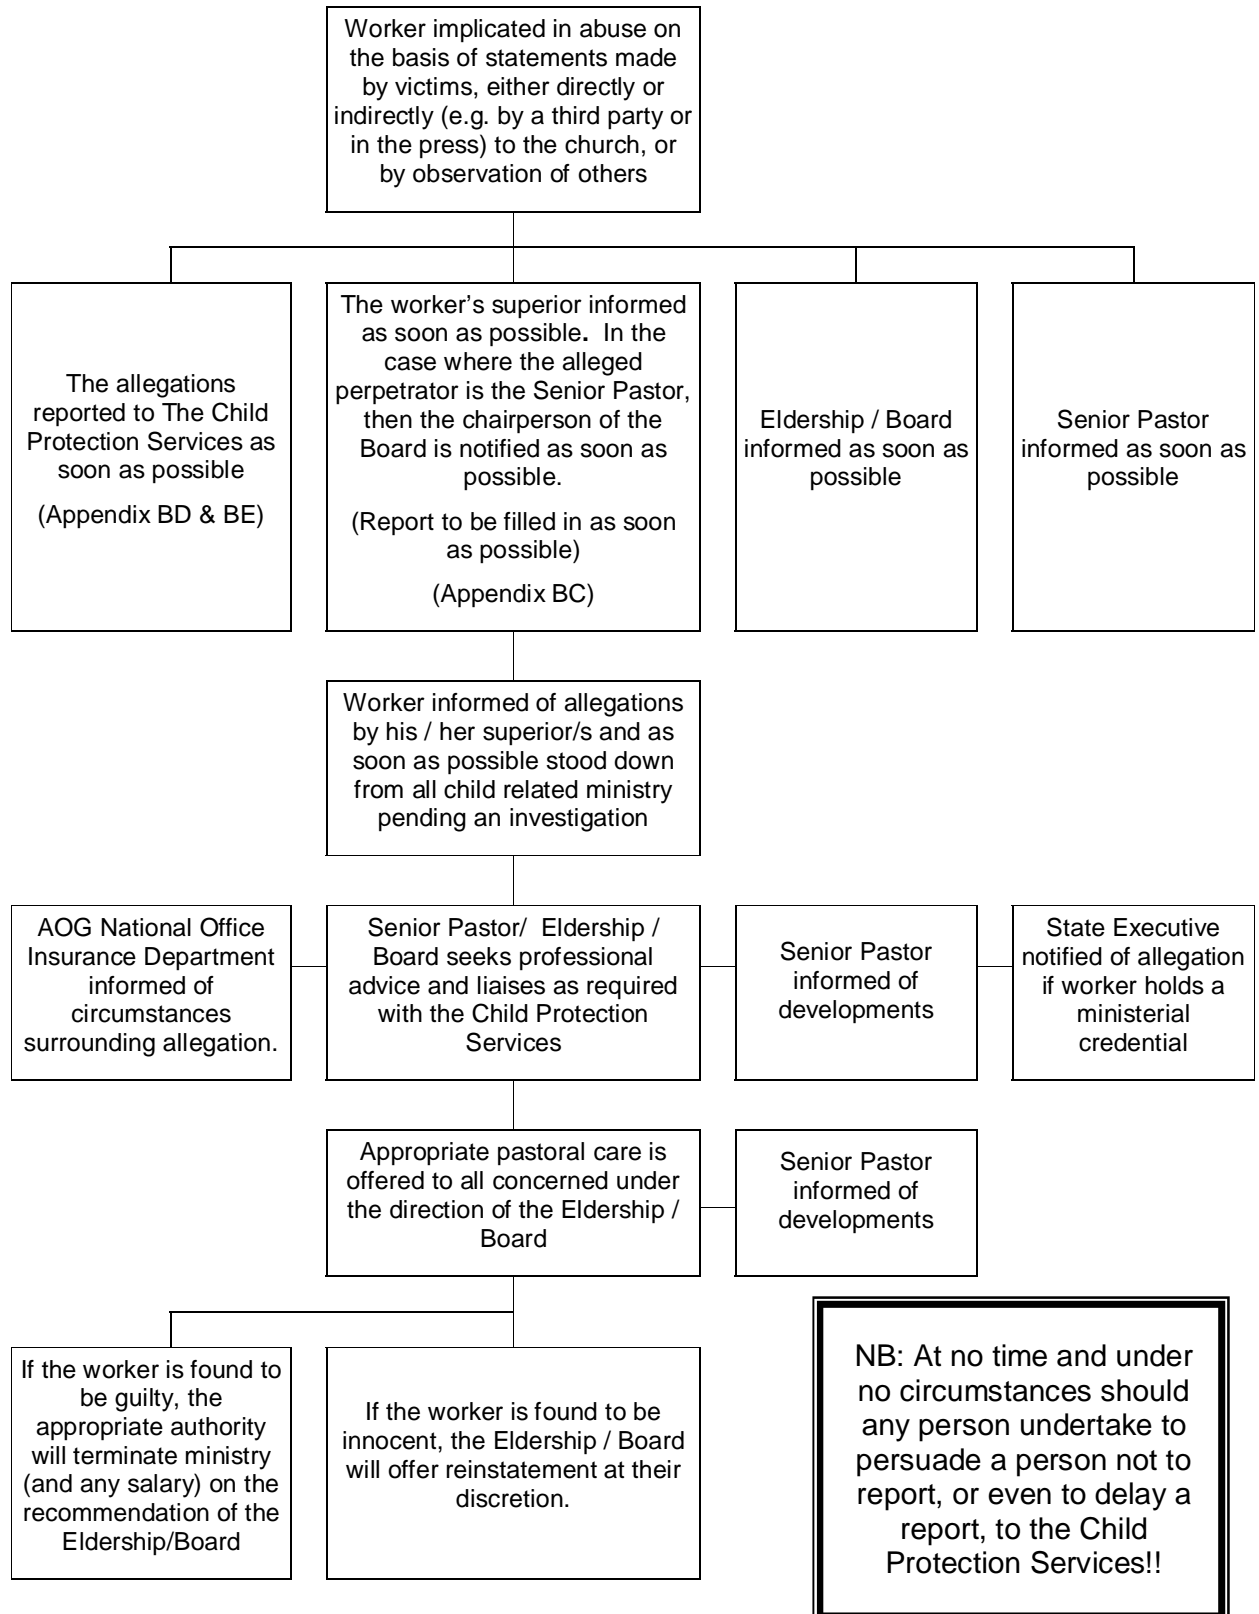 Worker implicated in abuse on
the basis of statements made
by victims, either directly or
indirectly (e.g. by a third party or
in the press) to the church, or
by observation of others
The allegations
reported to The Child
Protection Services as
soon as possible
(Appendix BD & BE)
The worker's superior informed
as soon as possible. In the
case where the alleged
perpetrator is the Senior Pastor,
then the chairperson of the
Board is notified as soon as
possible.
(Report to be filled in as soon
as possible)
(Appendix BC)
Eldership / Board
informed as soon as
possible
Senior Pastor
informed as soon as
possible
Worker informed of allegations
by his / her superior/s and as
soon as possible stood down
from all child related ministry
pending an investigation
AOG National Office
Insurance Department
informed of
circumstances
surrounding allegation.
Senior Pastor/ Eldership /
Board seeks professional
advice and liaises as required
with the Child Protection
Services
Senior Pastor
informed of
developments
State Executive
notified of allegation
if worker holds a
ministerial
credential
Appropriate pastoral care is
offered to all concerned under
the direction of the Eldership /
Board
Senior Pastor
informed of
developments
If the worker is found to
be guilty, the
appropriate authority
will terminate ministry
(and any salary) on the
recommendation of the
Eldership/Board
If the worker is found to be
innocent, the Eldership / Board
will offer reinstatement at their
discretion.
NB: At no time and under
no circumstances should
any person undertake to
persuade a person not to
report, or even to delay a
report, to the Child
Protection Services!!